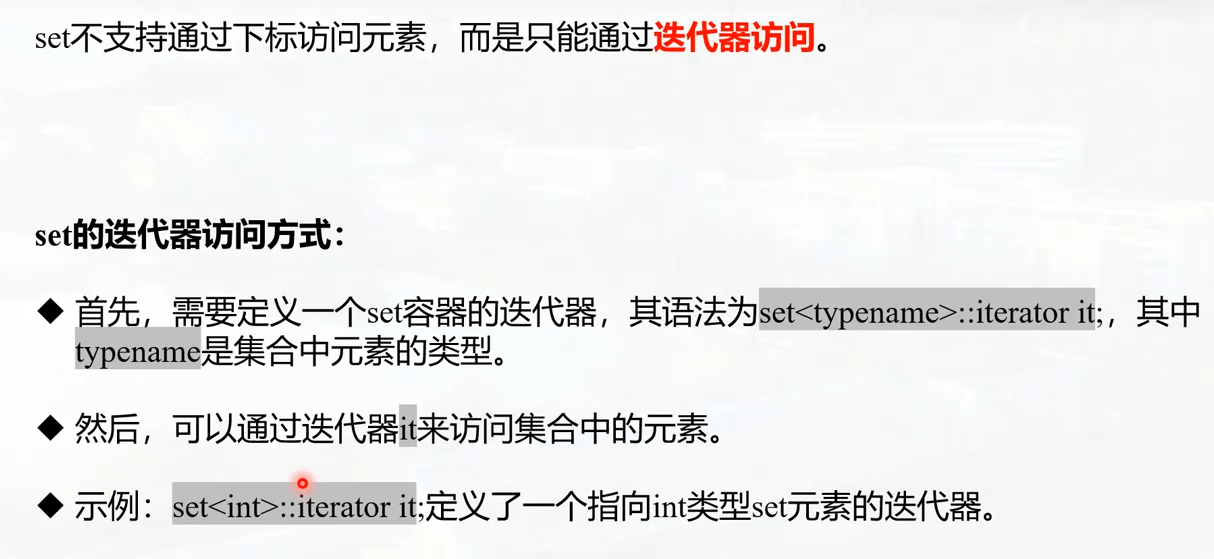 set不支持通过下标访问元素，而是只能通过迭代器访问。
set的迭代器访问方式：
◆ 首先，需要定义一个set容器的迭代器，其语法为set<typename>::iterator it;，其中
typename是集合中元素的类型。
◆ 然后，可以通过迭代器it来访问集合中的元素。
◆ 示例：set<int>::iterator it;定义了一个指向int类型set元素的迭代器。